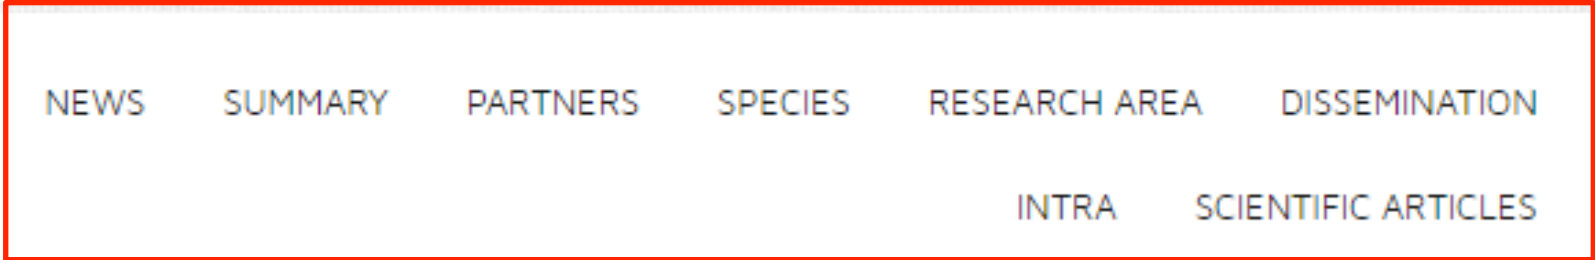 NEWS SUMMARY PARTNERS SPECIES RESEARCH AREA DISSEMINATION
INTRA SCIENTIFIC ARTICLES